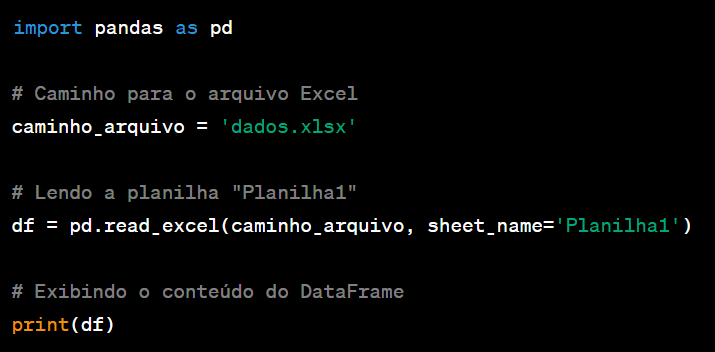 import pandas as pd
# Caminho para o arquivo Excel
caminho_arquivo = 'dados.xlsx'
# Lendo a planilha "Planilha1"
df = pd.read_excel(caminho_arquivo, sheet_name='Planilha1')
# Exibindo o conteúdo do DataFrame
print(df)